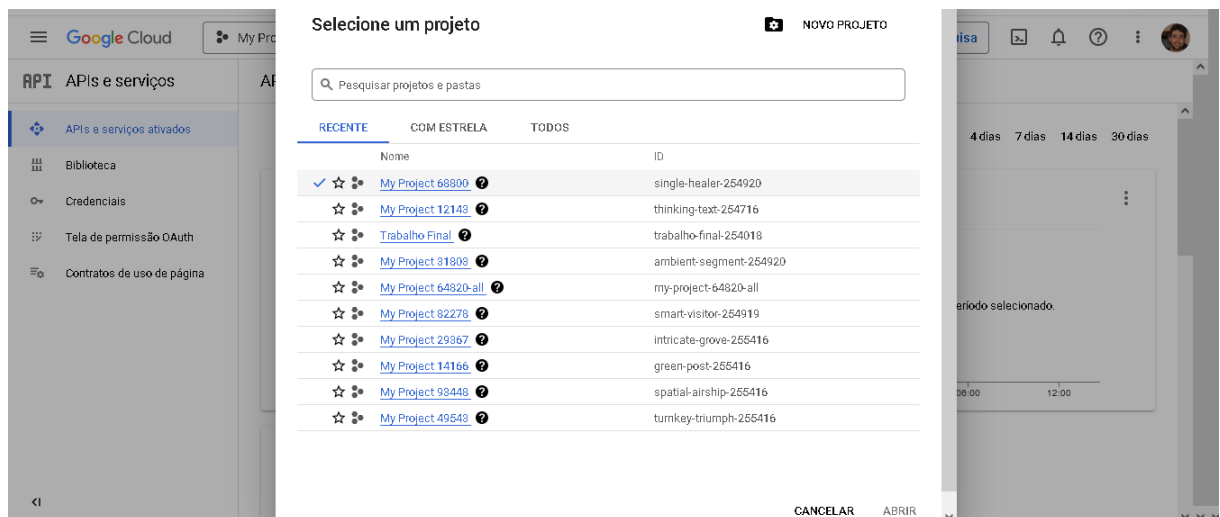 Selecione um projeto
NOVO PROJETO
Google Cloud
My Pro
isa
API APIs e serviços
AF
Pesquisar projetos e pastas
APIs e serviços ativados
RECENTE COM ESTRELA TODOS
4 dias 7 dias 14 dias 30 dias
Biblioteca
Nome ID
My Project 68800 single-healer-254920
Credenciais
My Project 12143 thinking-text-254716
Tela de permissão OAuth
Trabalho Final trabalho-final-254018
My Project 31803 ambient-segment-254920
Contratos de uso de página
My Project 64820-all my-project-64820-all
eríodo selecionado.
My Project 82278 smart-visitor-254919
My Project 29367 intricate-grove-255416
My Project 14166 green-post-255416
My Project 93448 spatial-airship-255416
06:00 12:00
My Project 49543 turnkey-triumph-255416
CANCELAR ABRIR